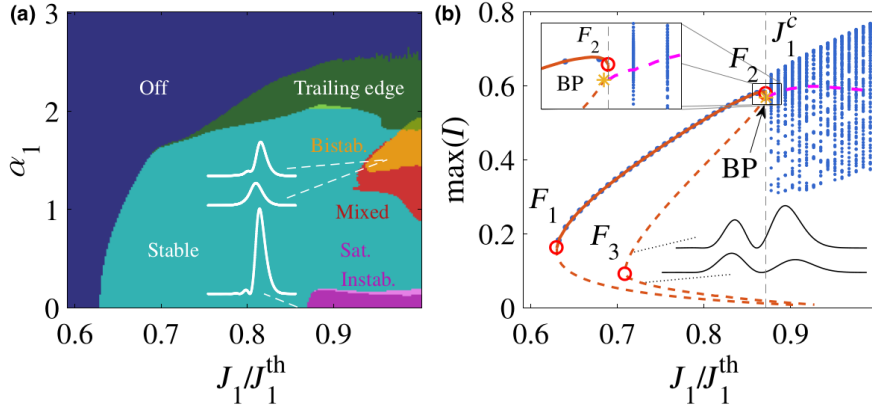 (a)
3
2
1
0
α₁
Off
Trailing edge
Bistab.
Mixed
Stable
Sat.
Instab.
0.6 0.7 0.8 0.9
J₁/J₁ᵗʰ
(b)
0.8
0.6
0.4
0.2
0
max(I)
F₂
BP
F₂
J₁ᶜ
BP
F₁
F₃
0.6 0.7 0.8 0.9
J₁/J₁ᵗʰ